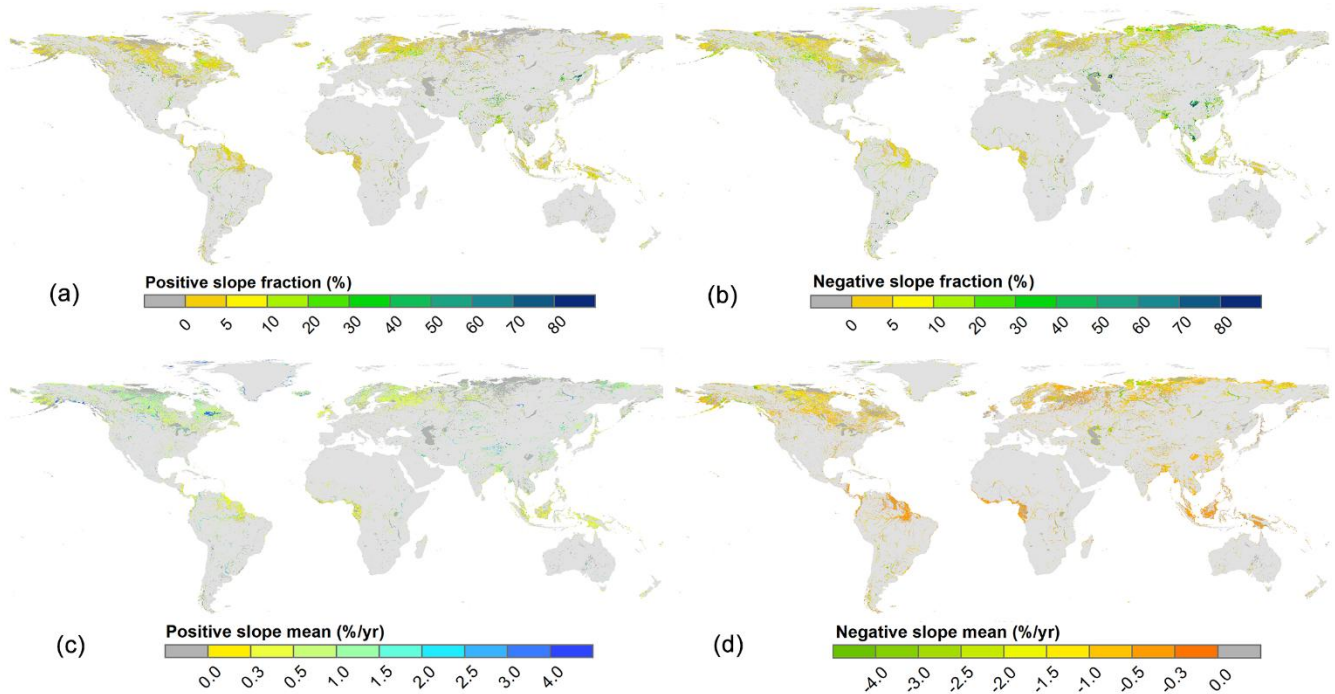 (a)
Positive slope fraction (%)
0 5 10 20 30 40 50 60 70 80
(b)
Negative slope fraction (%)
0 5 10 20 30 40 50 60 70 80
(c)
Positive slope mean (%/yr)
0.0 0.3 0.5 1.0 1.5 2.0 2.5 3.0 4.0
(d)
Negative slope mean (%/yr)
-4.0 -3.0 -2.5 -2.0 -1.5 -1.0 -0.5 -0.3 0.0